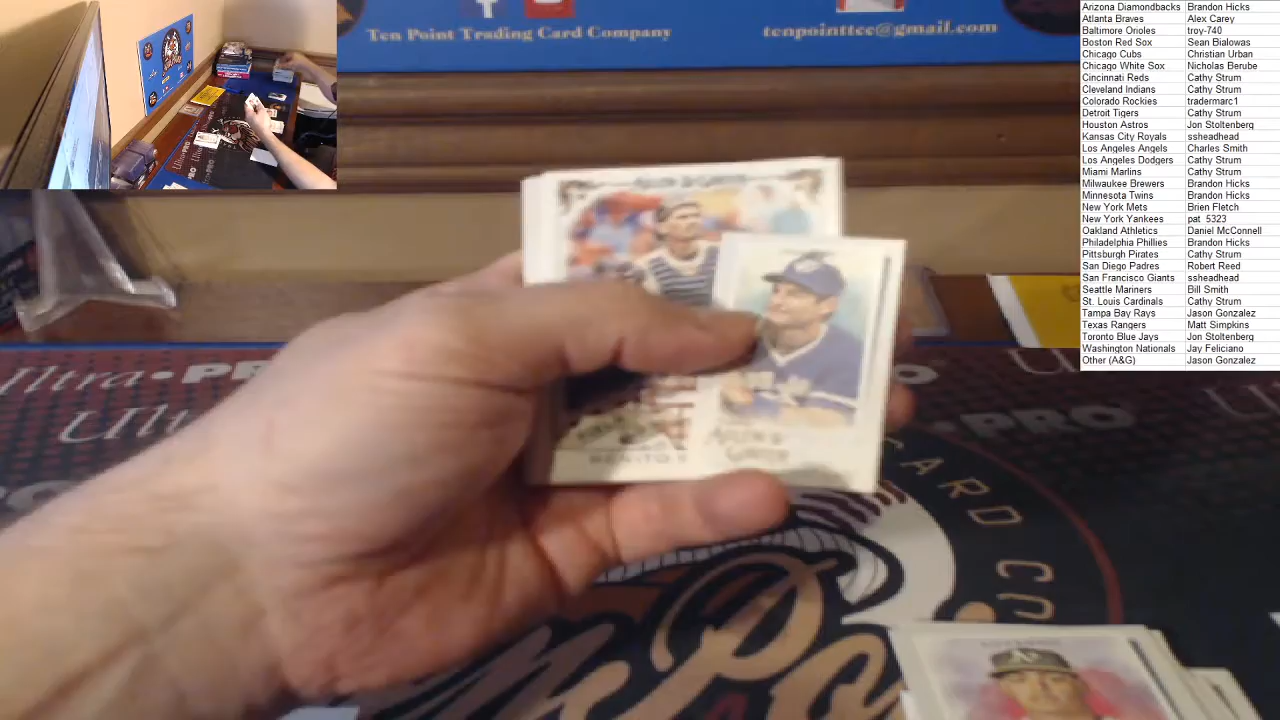 Ten Point Trading Card Company
tenpointtcc@gmail.com
Arizona Diamondbacks Brandon Hicks
Atlanta Braves Alex Carey
Baltimore Orioles troy-740
Boston Red Sox Sean Bialowas
Chicago Cubs Christian Urban
Chicago White Sox Nicholas Berube
Cincinnati Reds Cathy Strum
Cleveland Indians Cathy Strum
Colorado Rockies tradermarc1
Detroit Tigers Cathy Strum
Houston Astros Jon Stoltenberg
Kansas City Royals ssheadhead
Los Angeles Angels Charles Smith
Los Angeles Dodgers Cathy Strum
Miami Marlins Cathy Strum
Milwaukee Brewers Brandon Hicks
Minnesota Twins Brandon Hicks
New York Mets Brien Fletch
New York Yankees pat 5323
Oakland Athletics Daniel McConnell
Philadelphia Phillies Brandon Hicks
Pittsburgh Pirates Cathy Strum
San Diego Padres Robert Reed
San Francisco Giants ssheadhead
Seattle Mariners Bill Smith
St. Louis Cardinals Cathy Strum
Tampa Bay Rays Jason Gonzalez
Texas Rangers Matt Simpkins
Toronto Blue Jays Jon Stoltenberg
Washington Nationals Jay Feliciano
Other (A&G) Jason Gonzalez
Ultra PRO
Ultra
PRO
CARD CO